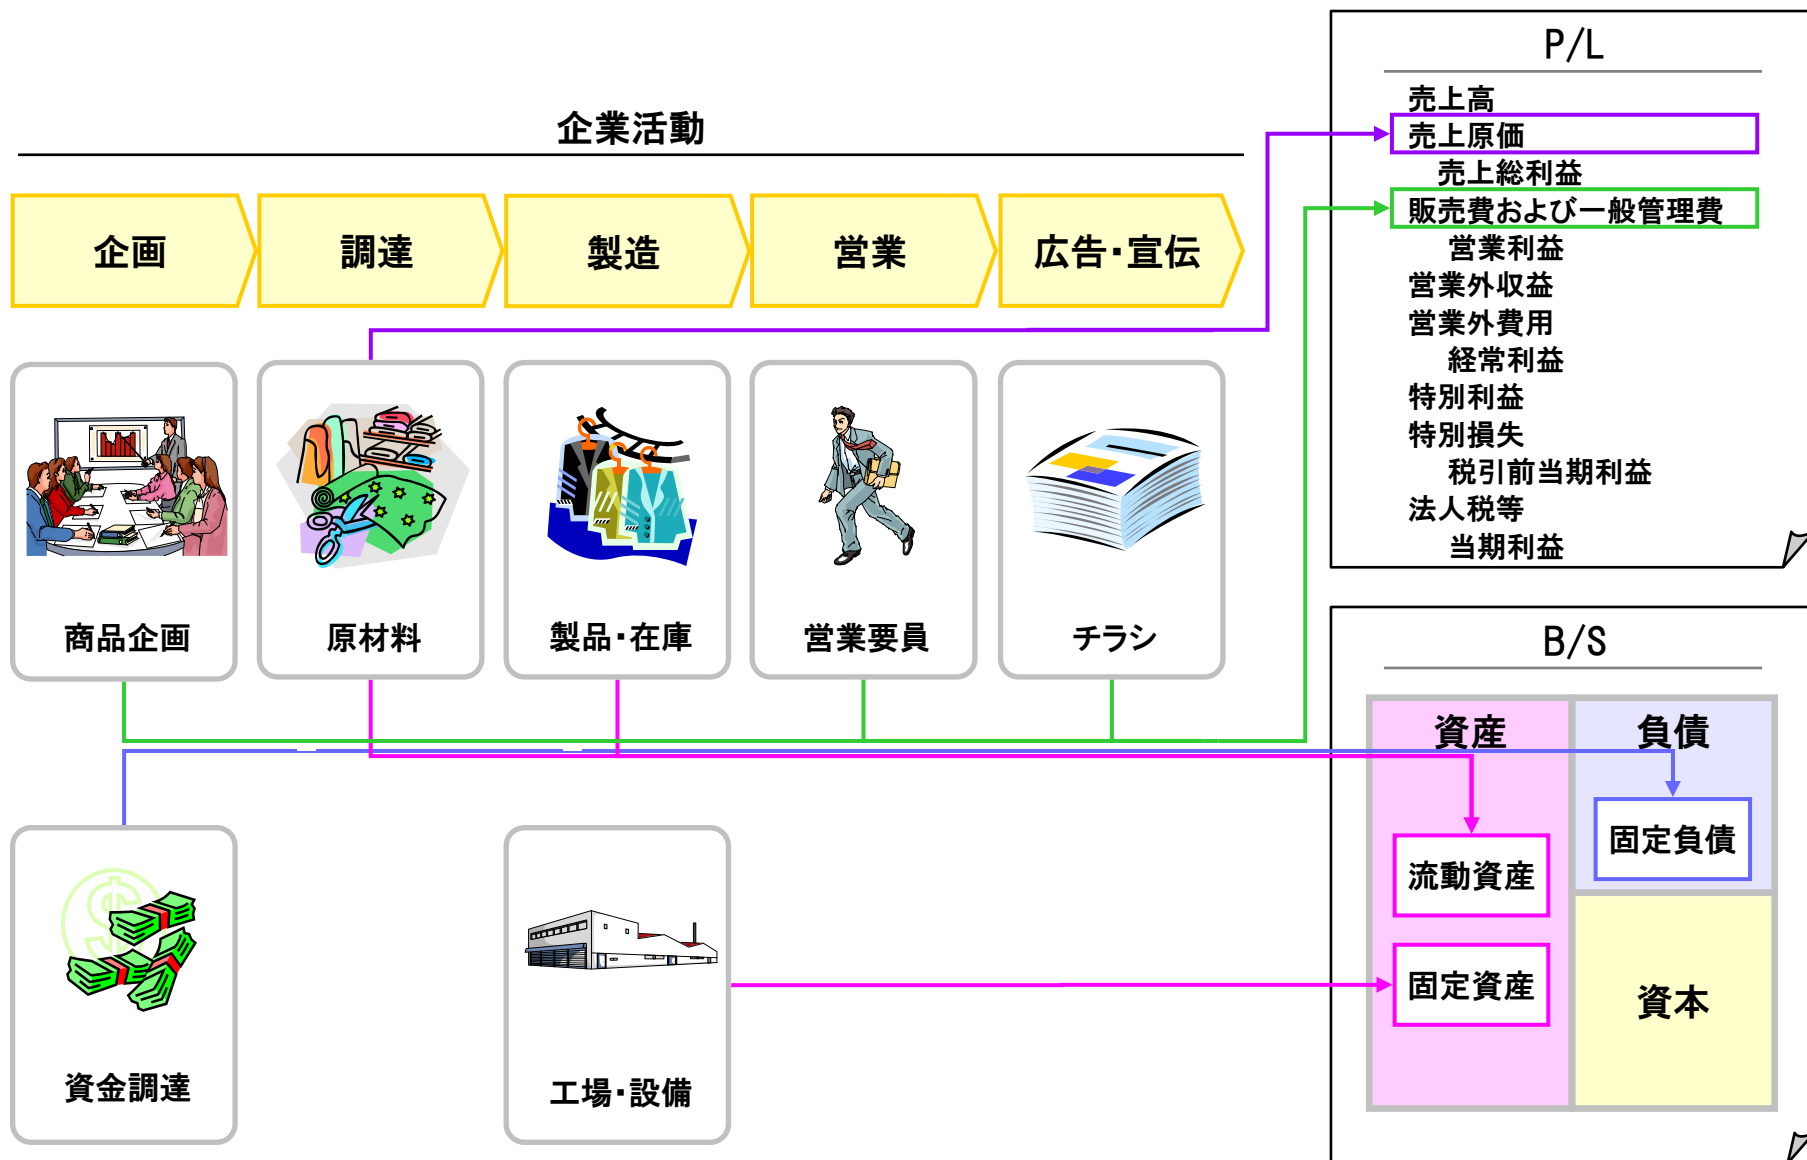 企業活動
企画
調達
製造
営業
広告・宣伝
商品企画
原材料
製品・在庫
営業要員
チラシ
資金調達
工場・設備
P/L
売上高
売上原価
売上総利益
販売費および一般管理費
営業利益
営業外収益
営業外費用
経常利益
特別利益
特別損失
税引前当期利益
法人税等
当期利益
B/S
資産
負債
流動資産
固定負債
固定資産
資本